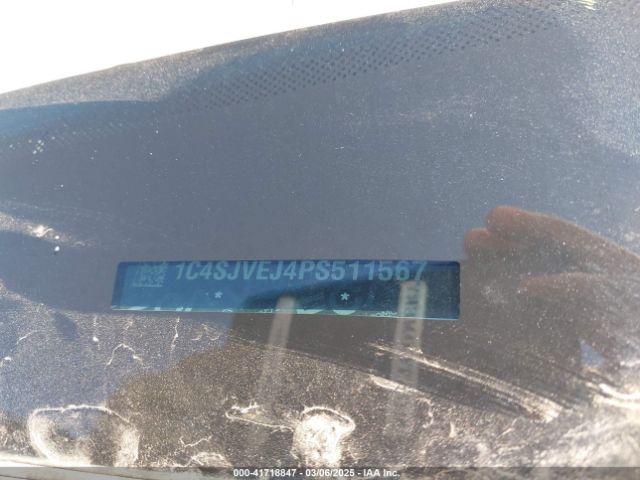 1C4SJVEJ4PS511567
* *
000-41718847 - 03/06/2025 - IAA Inc.